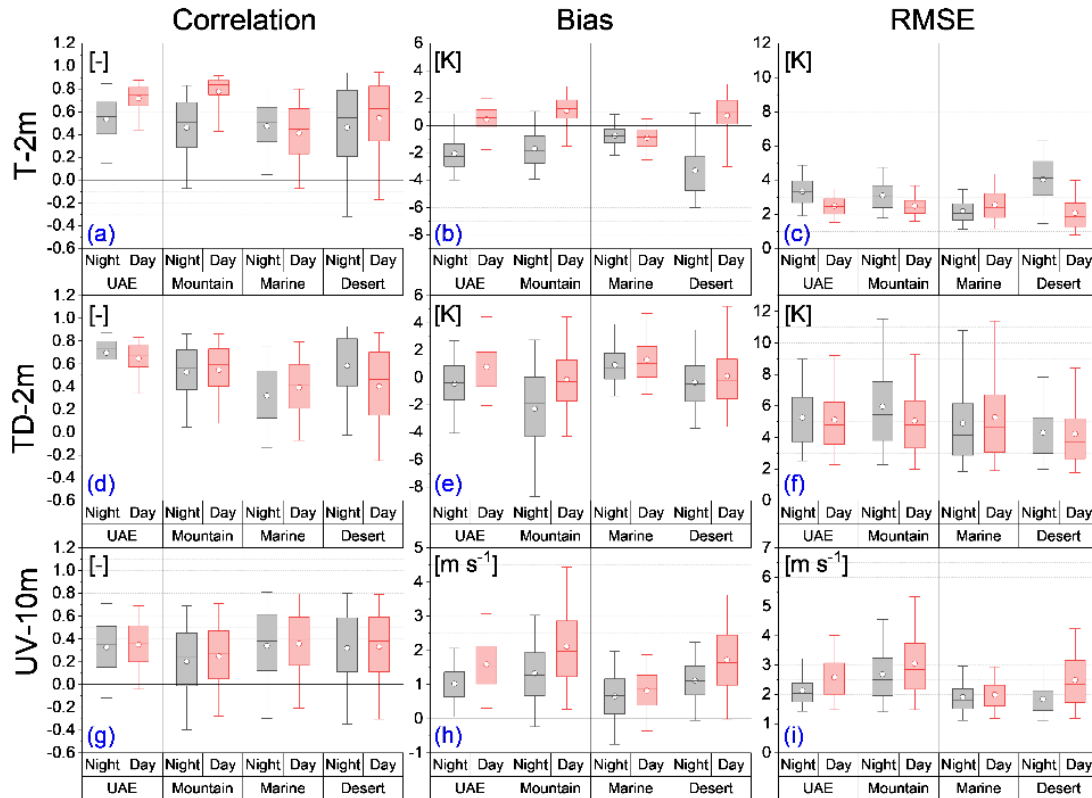 Correlation Bias RMSE
T-2m
[-]
1.2
1.0
0.8
0.6
0.4
0.2
0.0
-0.2
-0.4
-0.6
(a)
[K]
6
4
2
0
-2
-4
-6
-8
(b)
[K]
12
10
8
6
4
2
0
(c)
Night Day Night Day Night Day Night Day
UAE Mountain Marine Desert
Night Day Night Day Night Day Night Day
UAE Mountain Marine Desert
Night Day Night Day Night Day Night Day
UAE Mountain Marine Desert
TD-2m
[-]
1.2
1.0
0.8
0.6
0.4
0.2
0.0
-0.2
-0.4
-0.6
(d)
[K]
6
4
2
0
-2
-4
-6
-8
(e)
[K]
12
10
8
6
4
2
0
(f)
Night Day Night Day Night Day Night Day
UAE Mountain Marine Desert
Night Day Night Day Night Day Night Day
UAE Mountain Marine Desert
Night Day Night Day Night Day Night Day
UAE Mountain Marine Desert
UV-10m
[-]
1.2
1.0
0.8
0.6
0.4
0.2
0.0
-0.2
-0.4
-0.6
(g)
[m s⁻¹]
5
4
3
2
1
0
-1
(h)
[m s⁻¹]
7
6
5
4
3
2
1
0
(i)
Night Day Night Day Night Day Night Day
UAE Mountain Marine Desert
Night Day Night Day Night Day Night Day
UAE Mountain Marine Desert
Night Day Night Day Night Day Night Day
UAE Mountain Marine Desert